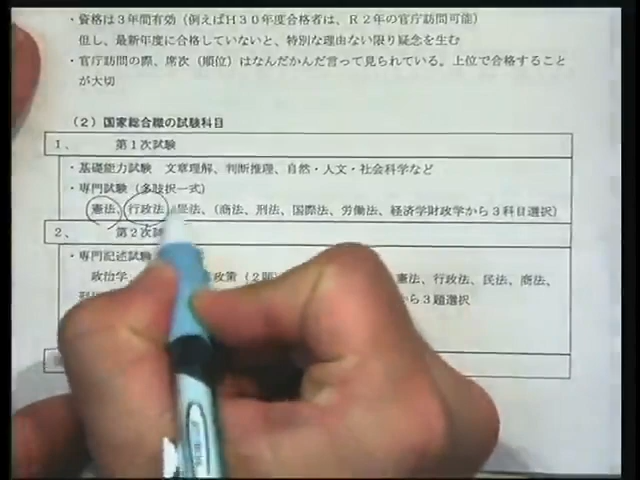 ・資格は３年間有効（例えばＨ３０年度合格者は、Ｒ２年の官庁訪問可能）
但し、最新年度に合格していないと、特別な理由ない限り疑念を生む
・官庁訪問の際、席次（順位）はなんだかんだ言って見られている。上位で合格すること
が大切
（２）国家総合職の試験科目
１、 第１次試験
・基礎能力試験 文章理解、判断推理、自然・人文・社会科学など
・専門試験（多肢択一式）
憲法、行政法、民法、（商法、刑法、国際法、労働法、経済学財政学から３科目選択）
２、 第２次試
・専門記述試験
政治学、 政策（２題 憲法、行政法、民法、商法、
から３題選択